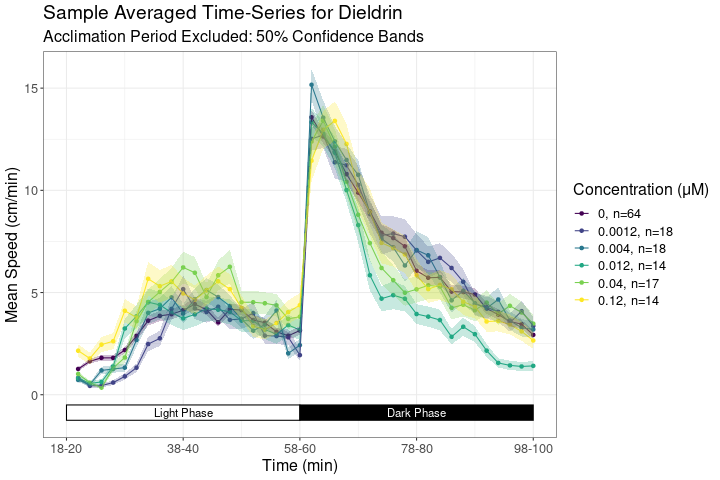 Sample Averaged Time-Series for Dieldrin
Acclimation Period Excluded: 50% Confidence Bands
Mean Speed (cm/min)
15
10
5
0
Light Phase
Dark Phase
18-20
38-40
58-60
78-80
98-100
Time (min)
Concentration (μM)
0, n=64
0.0012, n=18
0.004, n=18
0.012, n=14
0.04, n=17
0.12, n=14